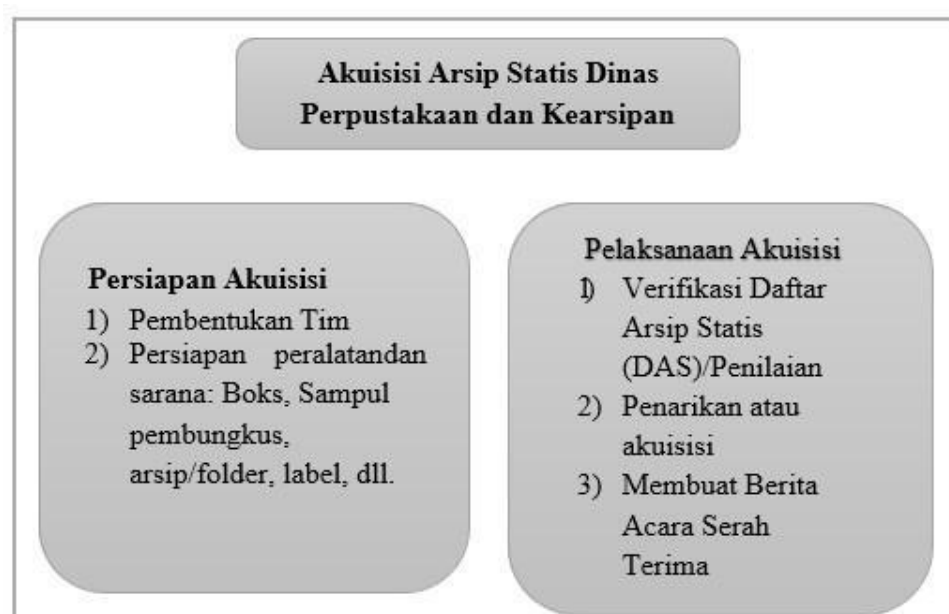 Akuisisi Arsip Statis Dinas
Perpustakaan dan Kearsipan
Persiapan Akuisisi
1) Pembentukan Tim
2) Persiapan peralatandan
sarana: Boks, Sampul
pembungkus,
arsip/folder, label, dll.
Pelaksanaan Akuisisi
1) Verifikasi Daftar
Arsip Statis
(DAS)/Penilaian
2) Penarikan atau
akuisisi
3) Membuat Berita
Acara Serah
Terima